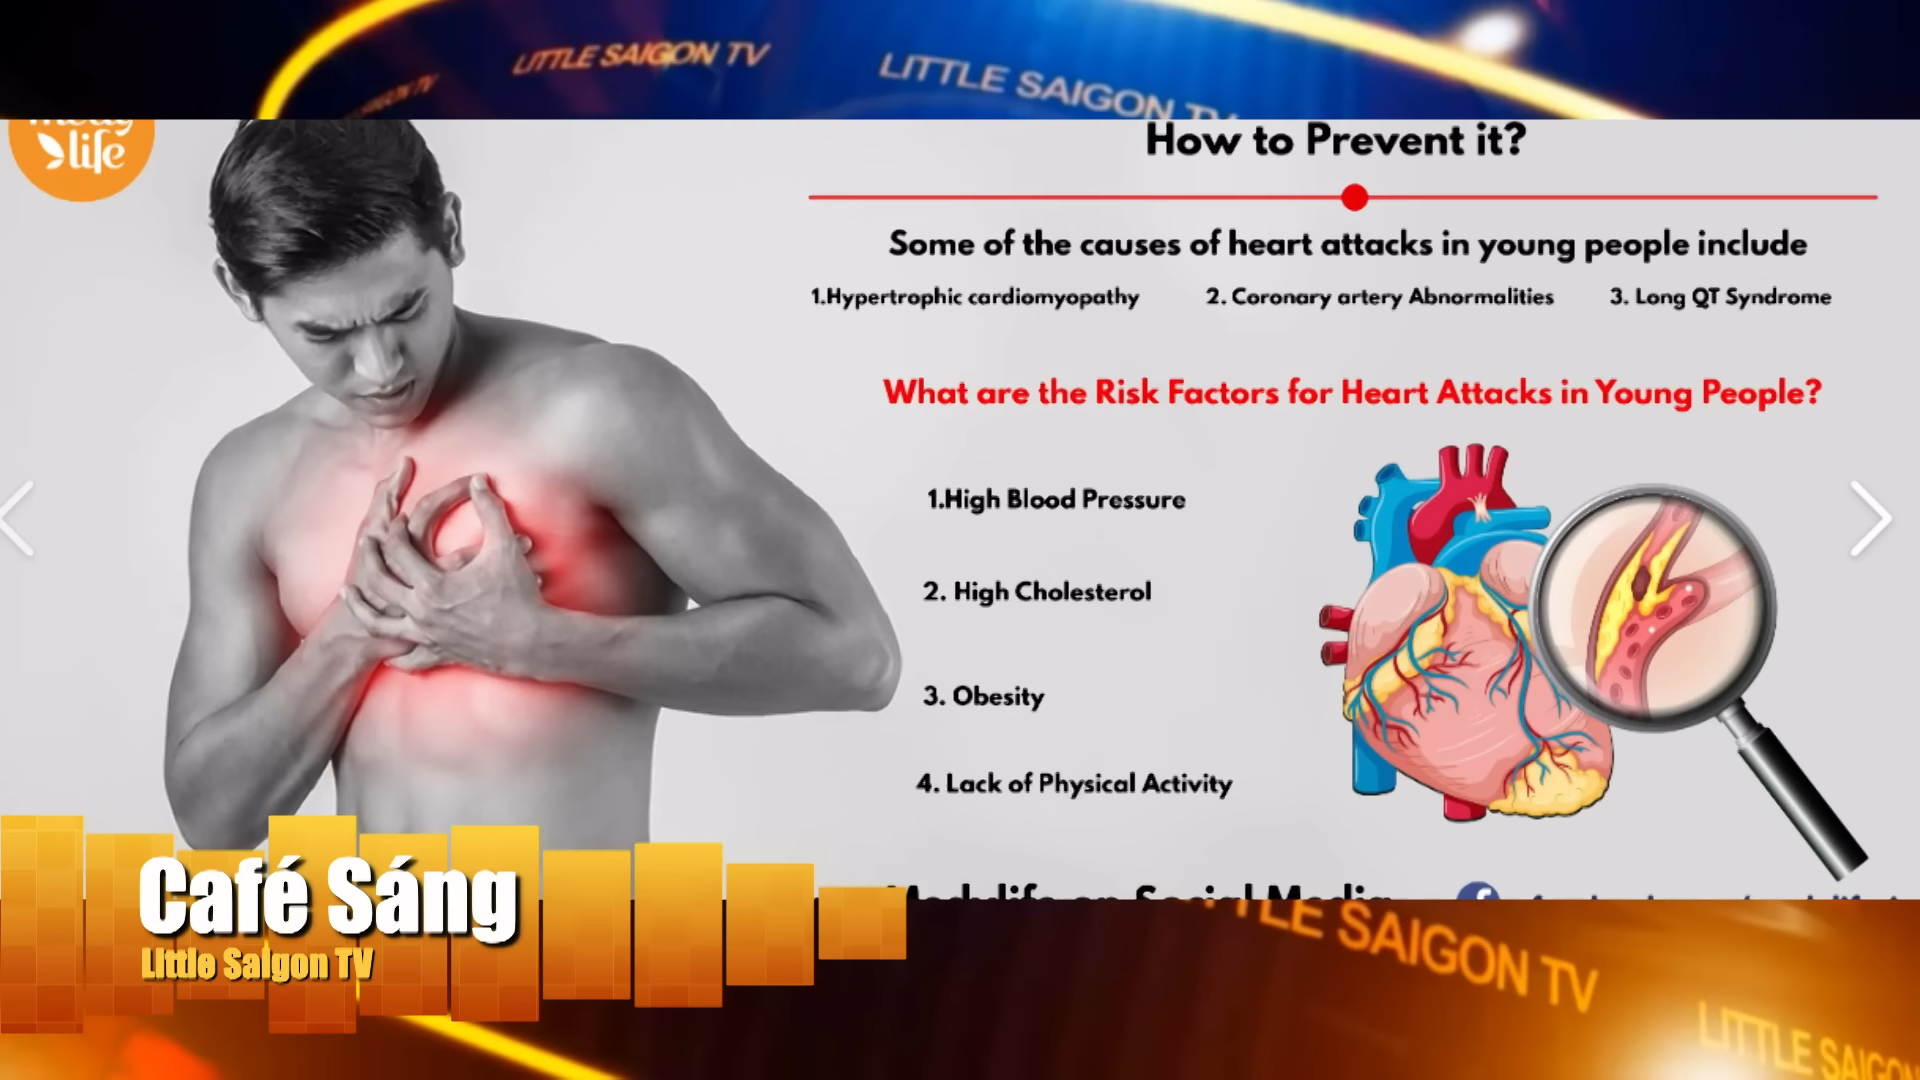 LITTLE SAIGON TV
LITTLE SAIGON TV
SAIGON TV
life
How to Prevent it?
Some of the causes of heart attacks in young people include
1.Hypertrophic cardiomyopathy 2. Coronary artery Abnormalities 3. Long QT Syndrome
What are the Risk Factors for Heart Attacks in Young People?
1.High Blood Pressure
2. High Cholesterol
3. Obesity
4. Lack of Physical Activity
Café Sáng
Little Saigon TV
TLE SAIGON TV
LITTLE SAIGON